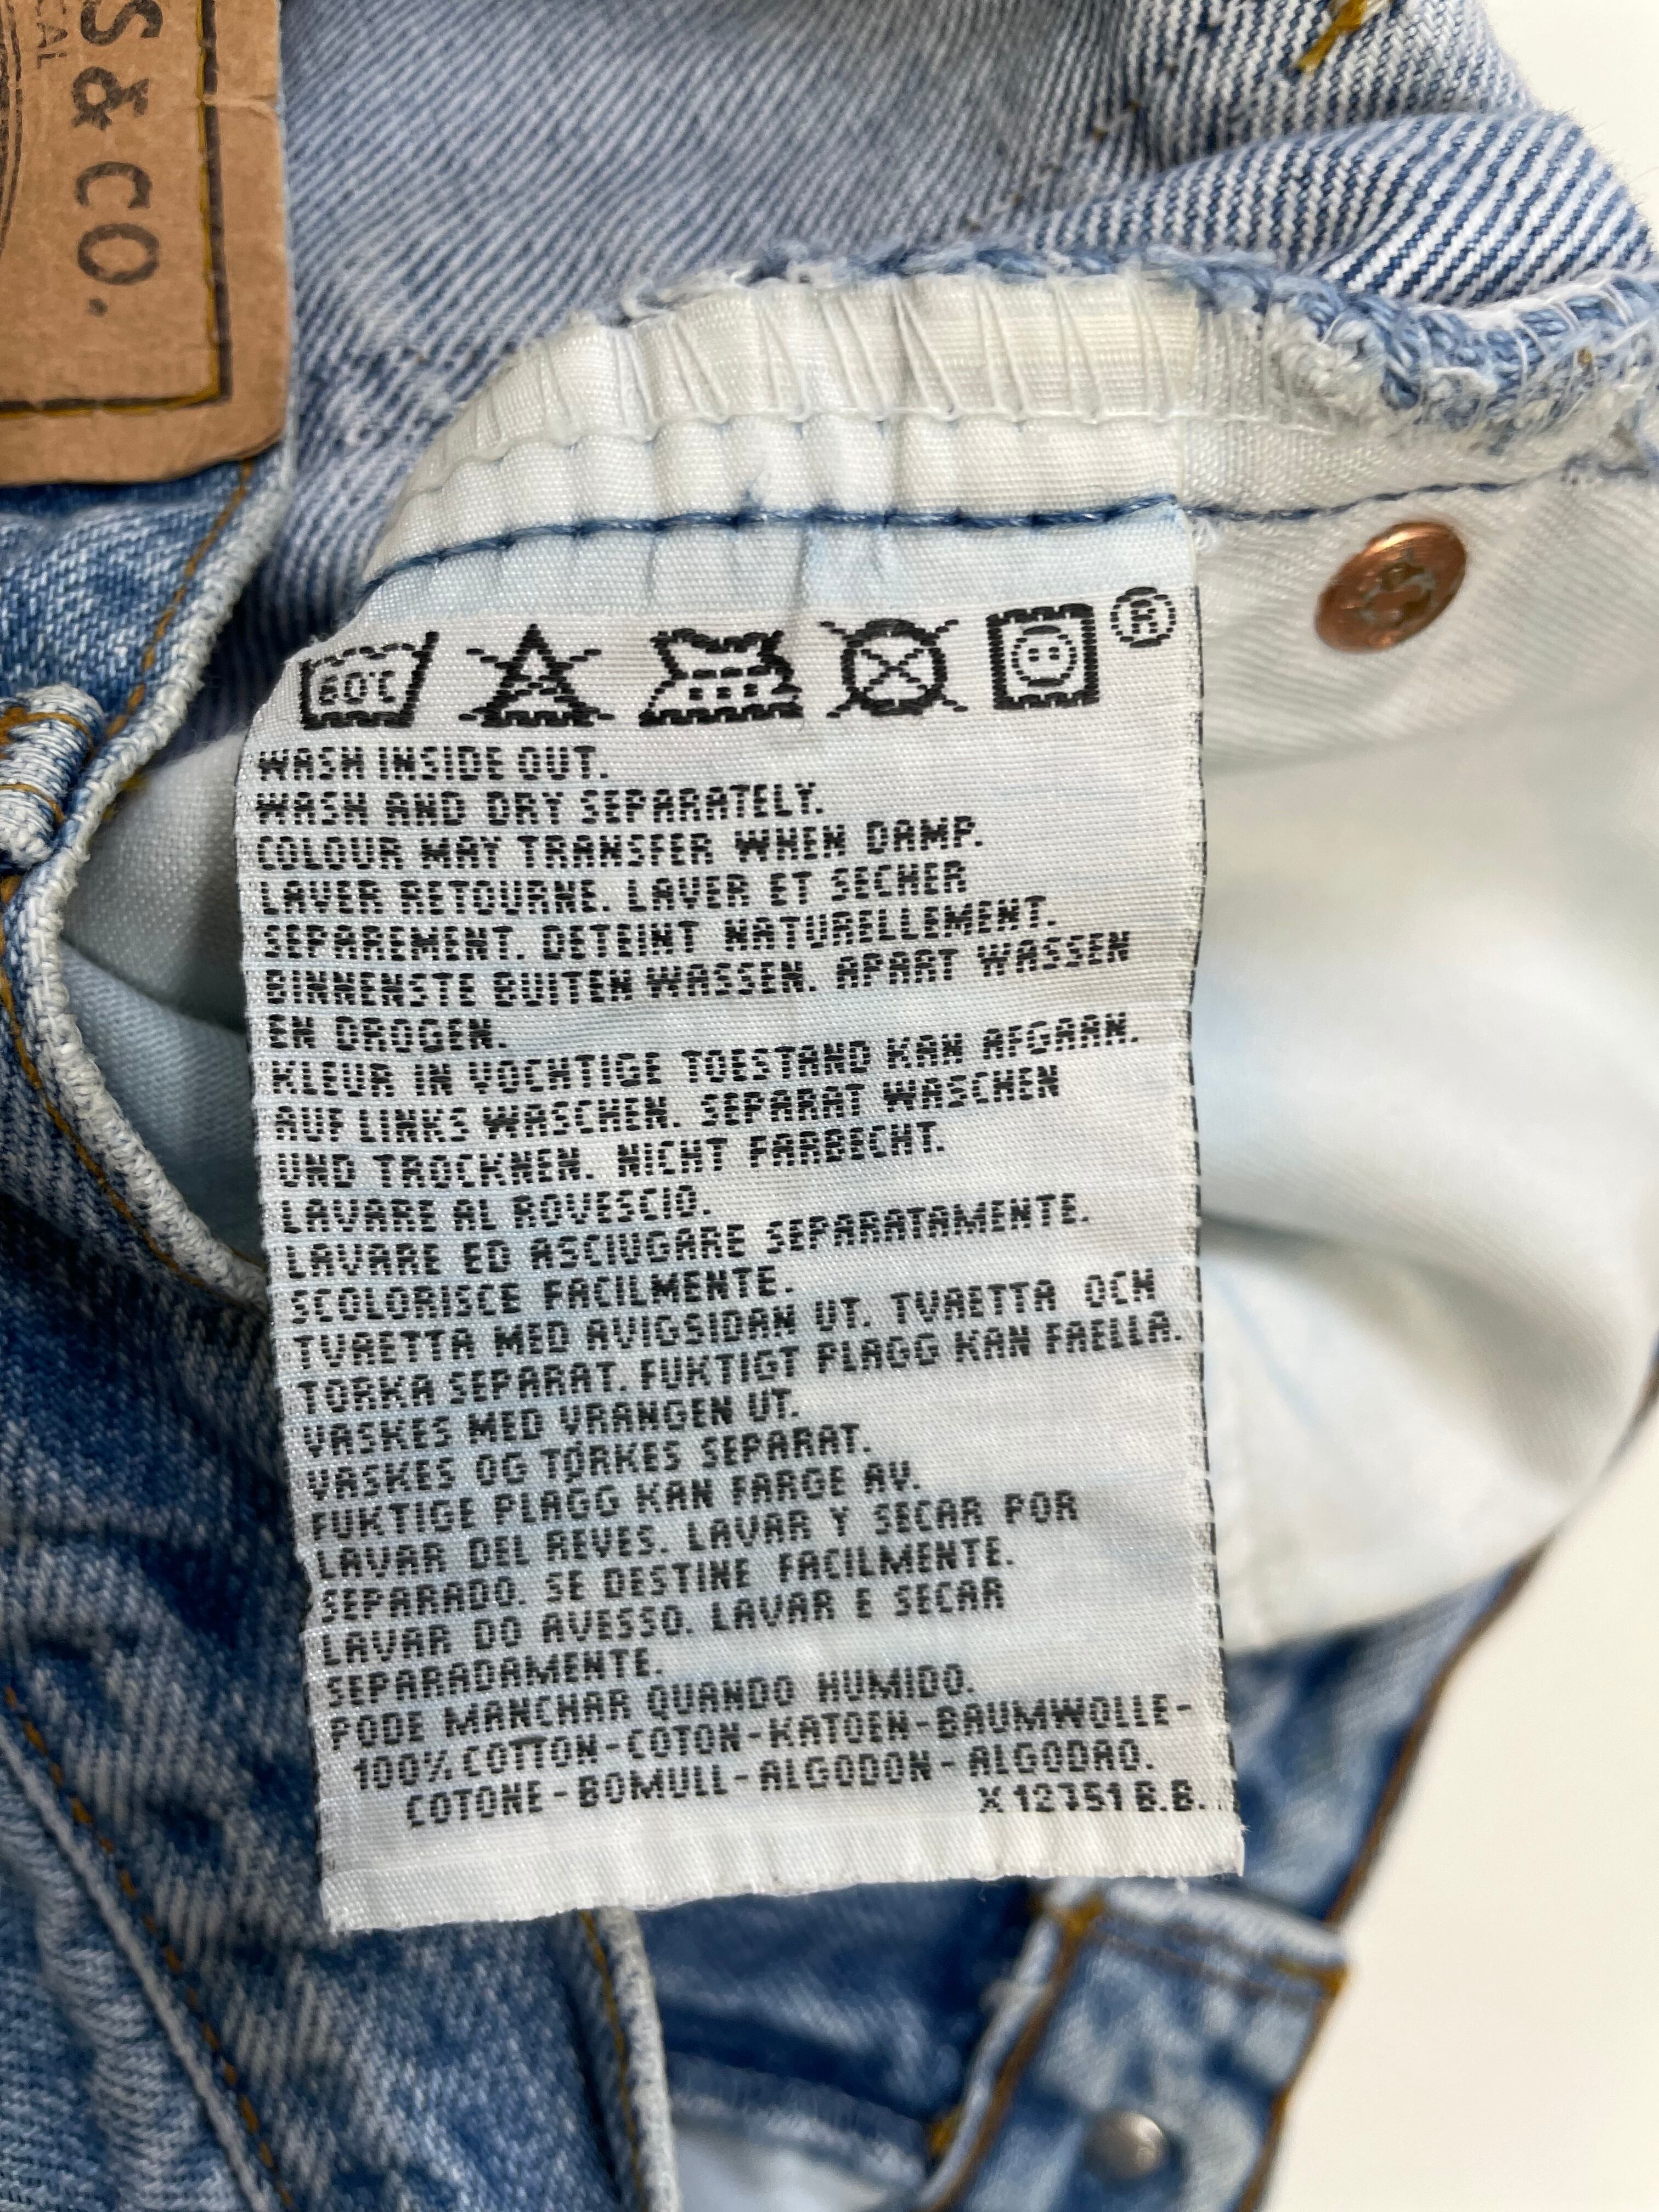 S & CO.
CAL
60°C
®
WASH INSIDE OUT.
WASH AND DRY SEPARATELY.
COLOUR MAY TRANSFER WHEN DAMP.
LAVER RETOURNE. LAVER ET SECHER
SEPAREMENT. DETEINT NATURELLEMENT.
BINNENSTE BUITEN WASSEN. APART WASSEN
EN DROGEN.
KLEUR IN VOCHTIGE TOESTAND KAN AFGAAN.
AUF LINKS WASCHEN. SEPARAT WASCHEN
UND TROCKNEN. NICHT FARBECHT.
LAVARE AL ROVESCIO.
LAVARE ED ASCIUGARE SEPARATAMENTE.
SCOLORISCE FACILMENTE.
TVAETTA MED AVIGSIDAN UT. TVAETTA OCH
TORKA SEPARAT. FUKTIGT PLAGG KAN FAELLA.
VASKES MED VRANGEN UT.
VASKES OG TØRKES SEPARAT.
FUKTIGE PLAGG KAN FARGE AV.
LAVAR DEL REVES. LAVAR Y SECAR POR
SEPARADO. SE DESTINE FACILMENTE.
LAVAR DO AVESSO. LAVAR E SECAR
SEPARADAMENTE.
PODE MANCHAR QUANDO HUMIDO.
100% COTTON-COTON-KATOEN-BAUMWOLLE-
COTONE-BOMULL-ALGODON-ALGODAO.
X 12751 B.B.